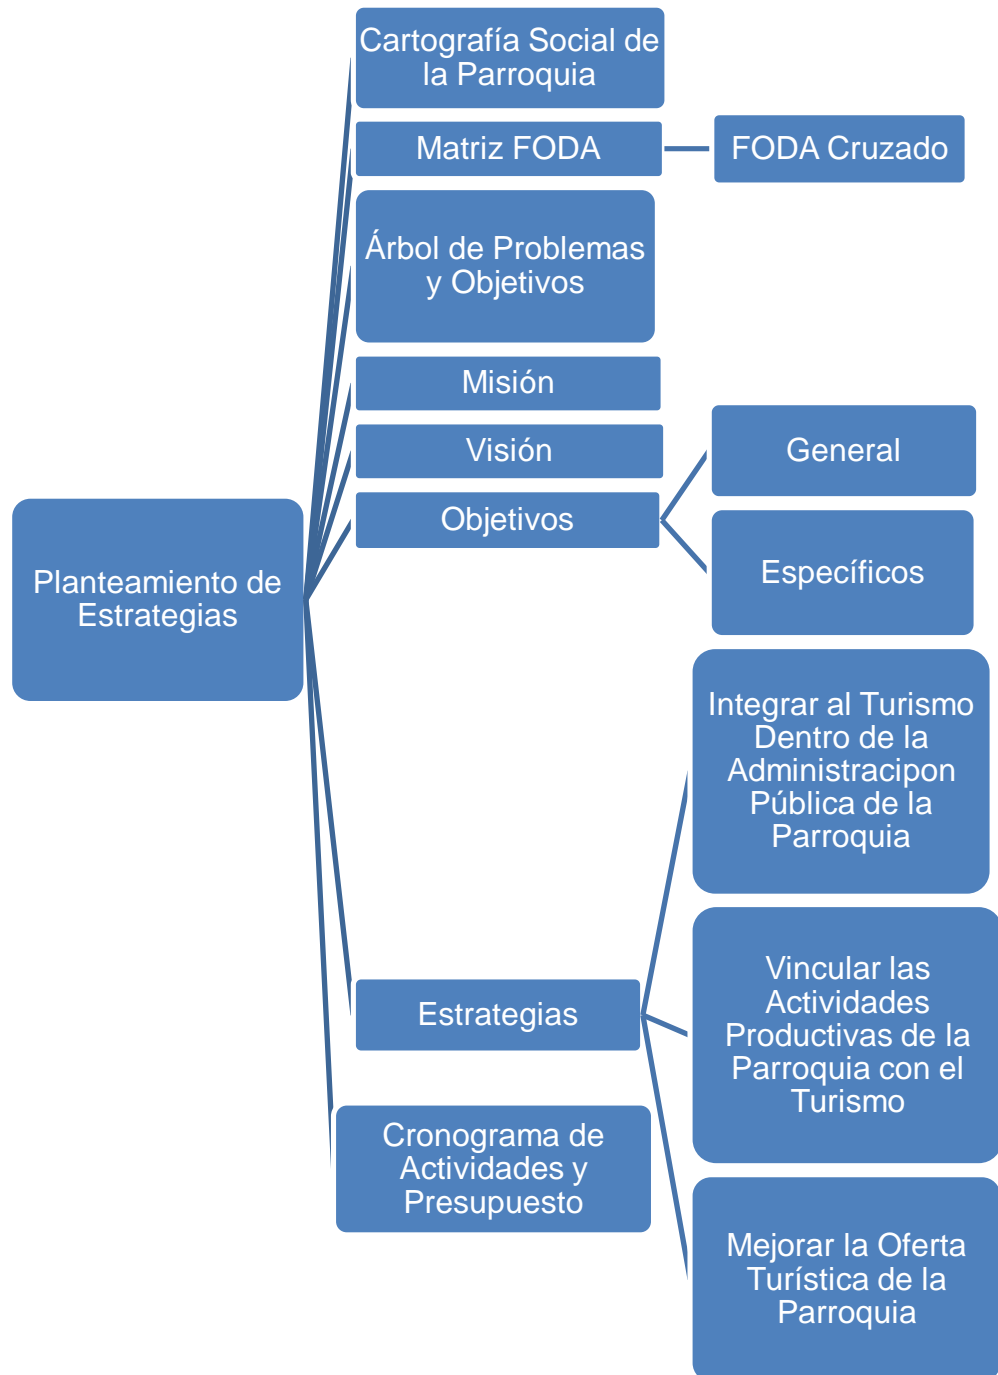 Cartografía Social de
la Parroquia
Matriz FODA
FODA Cruzado
Árbol de Problemas
y Objetivos
Misión
Visión
Objetivos
General
Específicos
Planteamiento de
Estrategias
Integrar al Turismo
Dentro de la
Administracipon
Pública de la
Parroquia
Vincular las
Actividades
Productivas de la
Parroquia con el
Turismo
Estrategias
Cronograma de
Actividades y
Presupuesto
Mejorar la Oferta
Turística de la
Parroquia